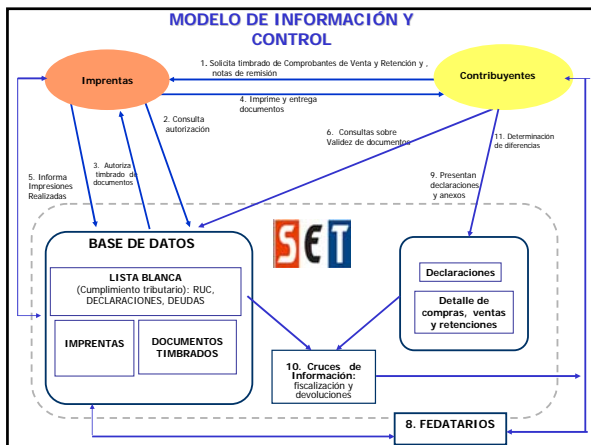 MODELO DE INFORMACIÓN Y
CONTROL
Imprentas
1. Solicita timbrado de Comprobantes de Venta y Retención y ,
notas de remisión
Contribuyentes
4. Imprime y entrega
documentos
2. Consulta
autorización
6. Consultas sobre
Validez de documentos
11. Determinación
de diferencias
5. Informa
Impresiones
Realizadas
3. Autoriza
timbrado de
documentos
9. Presentan
declaraciones
y anexos
BASE DE DATOS
SET
LISTA BLANCA
(Cumplimiento tributario): RUC,
DECLARACIONES, DEUDAS
IMPRENTAS
DOCUMENTOS
TIMBRADOS
Declaraciones
Detalle de
compras, ventas
y retenciones
10. Cruces de
Información:
fiscalización y
devoluciones
8. FEDATARIOS